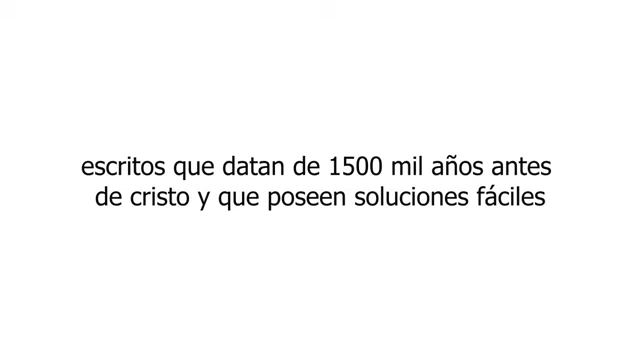 escritos que datan de 1500 mil años antes
de cristo y que poseen soluciones fáciles